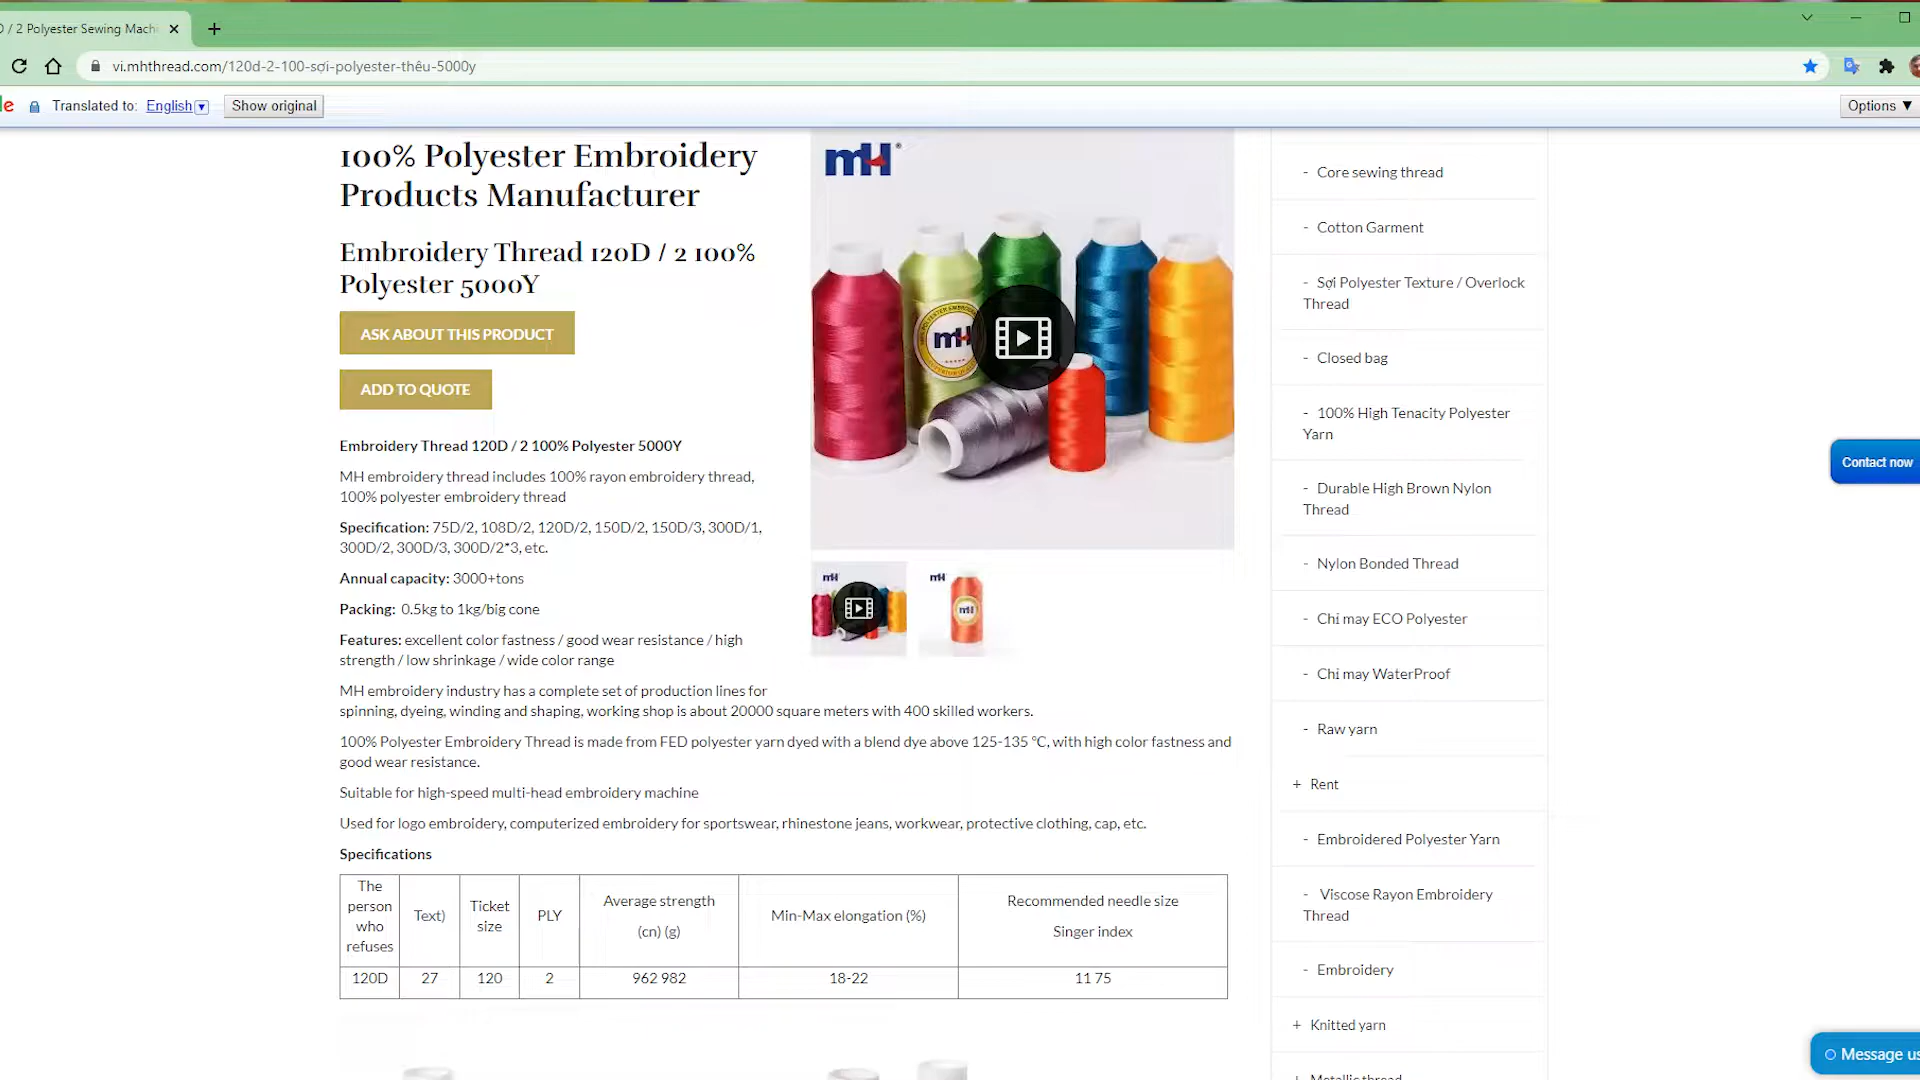 D / 2 Polyester Sewing Mach
vi.mhthread.com/120d-2-100-sợi-polyester-thêu-5000y
le
Translated to: English
Show original
Options ▼
100% Polyester Embroidery
Products Manufacturer
Embroidery Thread 120D / 2 100%
Polyester 5000Y
ASK ABOUT THIS PRODUCT
ADD TO QUOTE
Embroidery Thread 120D / 2 100% Polyester 5000Y
MH embroidery thread includes 100% rayon embroidery thread,
100% polyester embroidery thread
Specification: 75D/2, 108D/2, 120D/2, 150D/2, 150D/3, 300D/1,
300D/2, 300D/3, 300D/2*3, etc.
Annual capacity: 3000+tons
Packing: 0.5kg to 1kg/big cone
Features: excellent color fastness / good wear resistance / high
strength / low shrinkage / wide color range
MH embroidery industry has a complete set of production lines for
spinning, dyeing, winding and shaping, working shop is about 20000 square meters with 400 skilled workers.
100% Polyester Embroidery Thread is made from FED polyester yarn dyed with a blend dye above 125-135 ℃, with high color fastness and
good wear resistance.
Suitable for high-speed multi-head embroidery machine
Used for logo embroidery, computerized embroidery for sportswear, rhinestone jeans, workwear, protective clothing, cap, etc.
Specifications
The person who refuses
Text)
Ticket size
PLY
Average strength (cn) (g)
Min-Max elongation (%)
Recommended needle size Singer index
120D 27 120 2 962 982 18-22 11 75
mH®
mH
mH
mH
mH
- Core sewing thread
- Cotton Garment
- Sợi Polyester Texture / Overlock
Thread
- Closed bag
- 100% High Tenacity Polyester
Yarn
- Durable High Brown Nylon
Thread
- Nylon Bonded Thread
- Chỉ may ECO Polyester
- Chỉ may WaterProof
- Raw yarn
+ Rent
- Embroidered Polyester Yarn
- Viscose Rayon Embroidery
Thread
- Embroidery
+ Knitted yarn
+ Metallic thread
Contact now
Message us